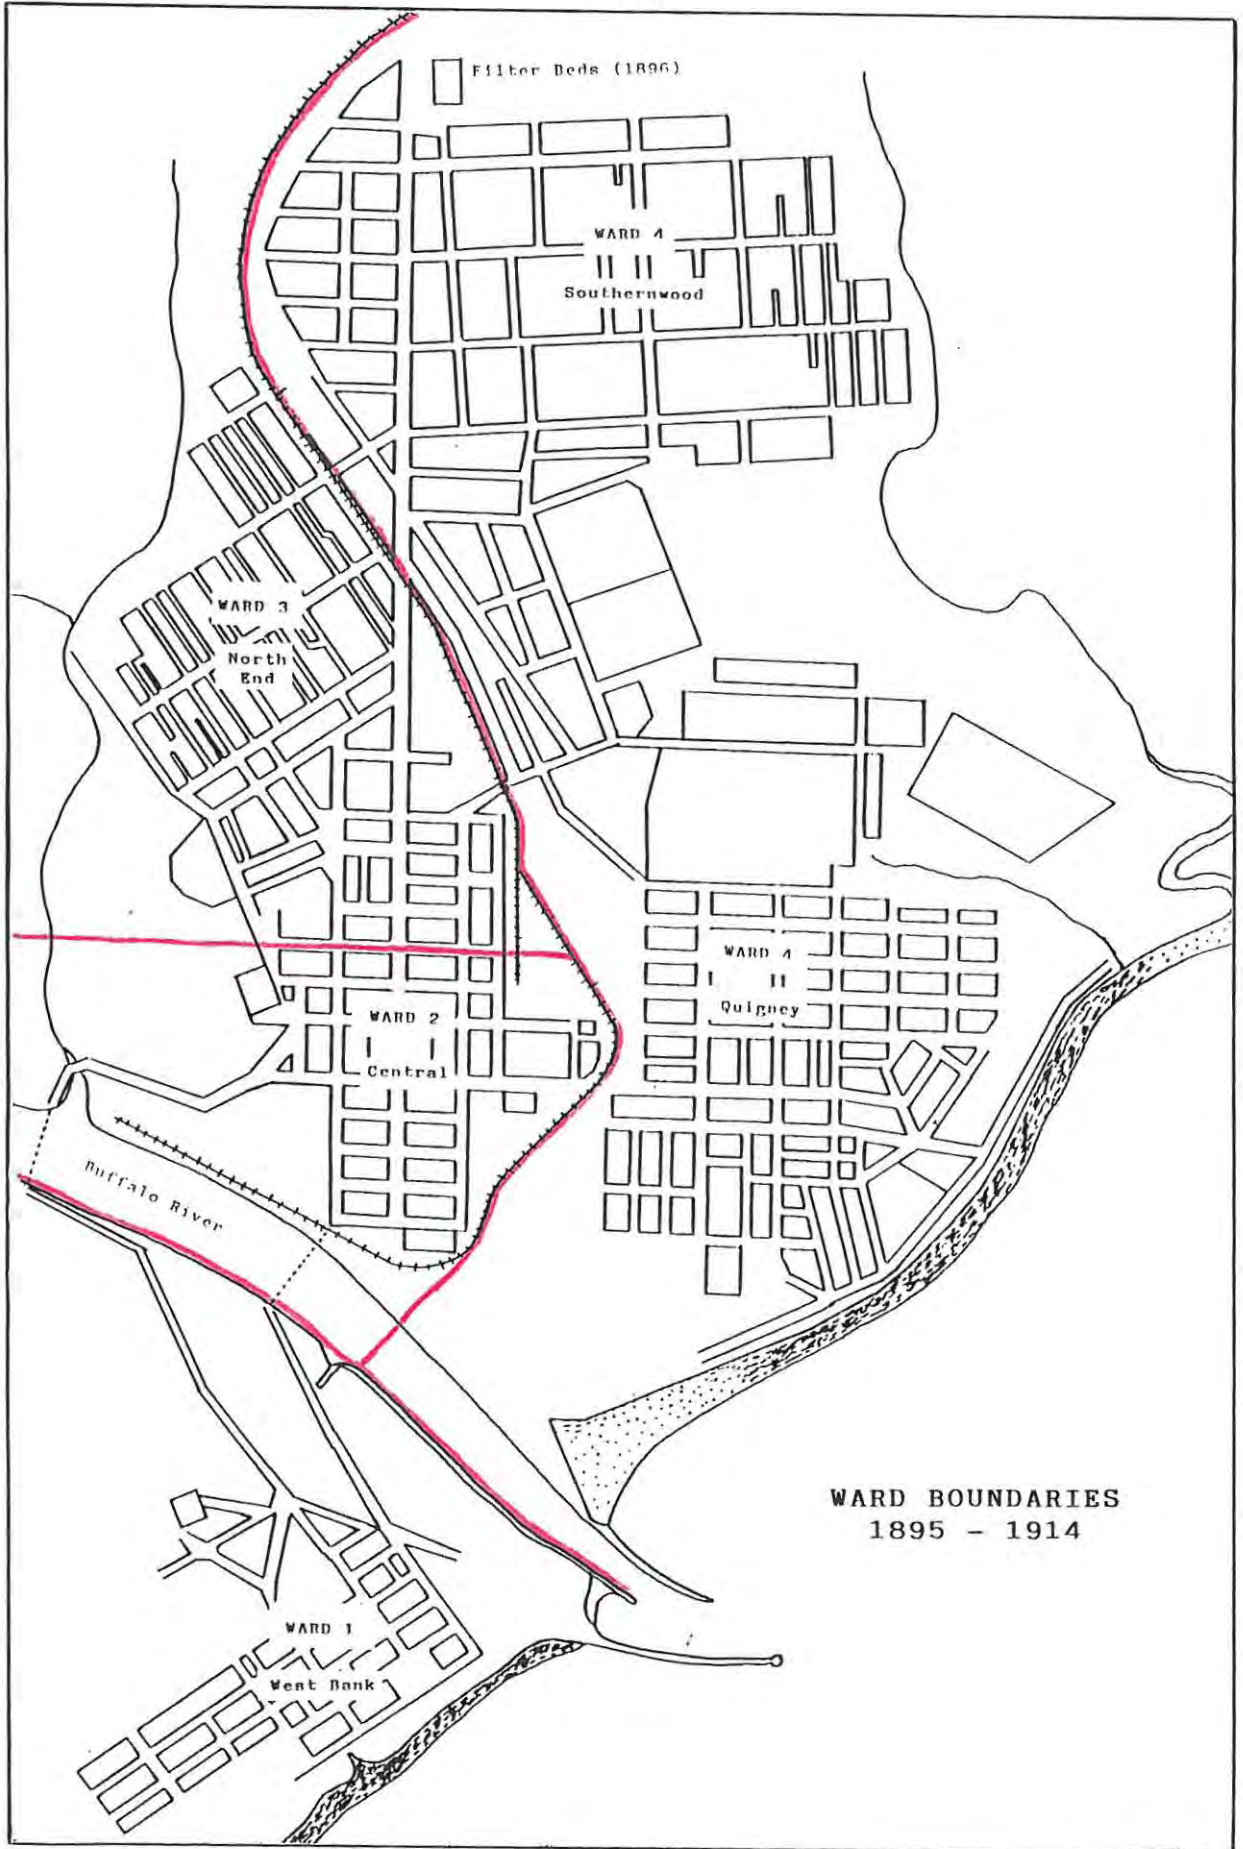 Filter Beds (1896)
WARD 4
Southernwood
WARD 3
North
End
WARD 4
Quigney
WARD 2
Central
Buffalo River
WARD BOUNDARIES
1895 - 1914
WARD 1
West Bank